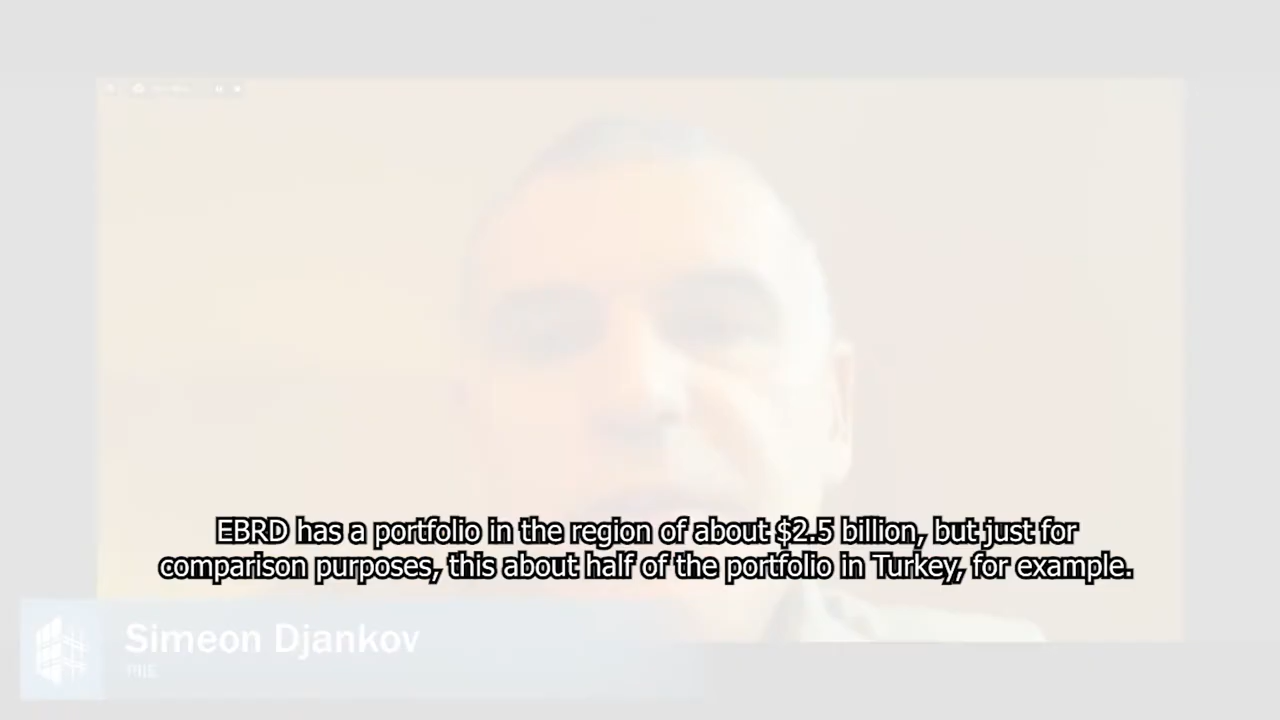 EBRD has a portfolio in the region of about $2.5 billion, but just for
comparison purposes, this about half of the portfolio in Turkey, for example.
Simeon Djankov
PIIE